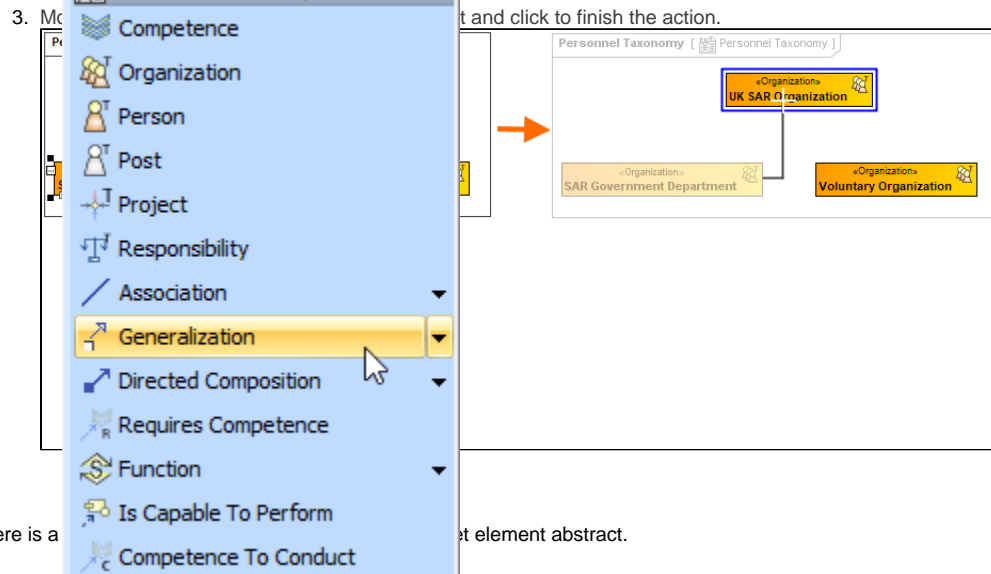 3. Mo t and click to finish the action.
Pe
Personnel Taxonomy [ Personnel Taxonomy ]
Competence
Organization
Person
Post
Project
Responsibility
Association
Generalization
Directed Composition
Requires Competence
Function
Is Capable To Perform
Competence To Conduct
«Organization»
UK SAR Organization
«Organization»
SAR Government Department
«Organization»
Voluntary Organization
ere is a et element abstract.